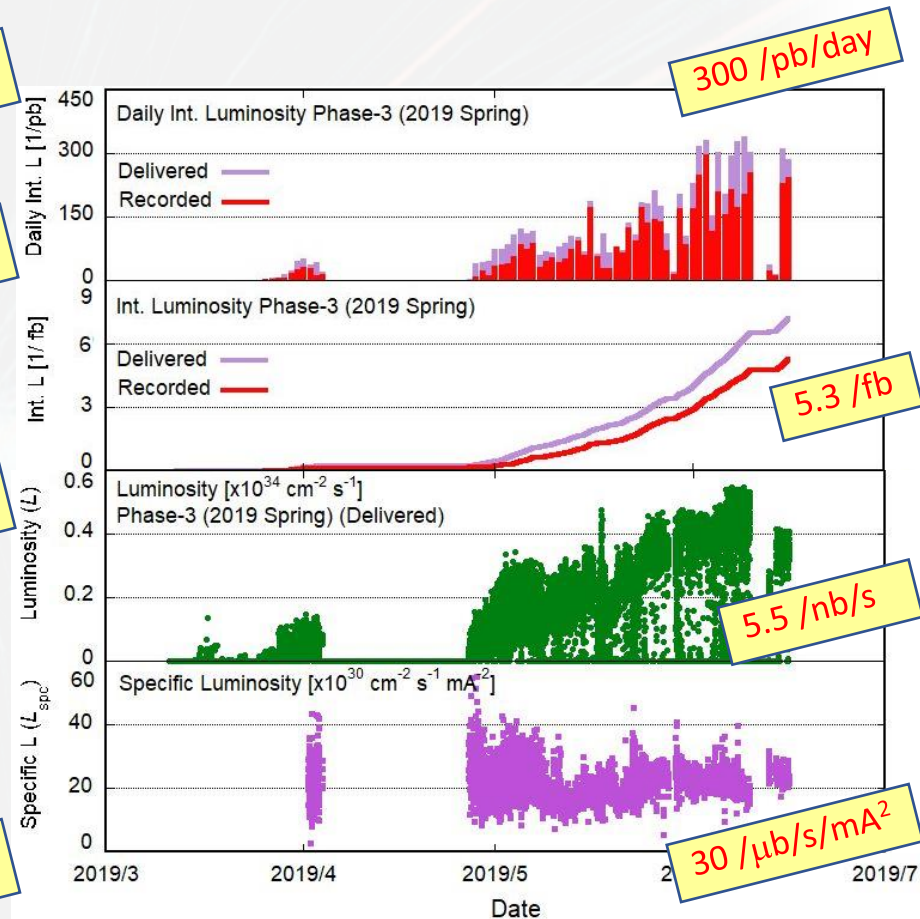 300 /pb/day
Daily Int. L [1/pb]
450
300
150
0
Daily Int. Luminosity Phase-3 (2019 Spring)
Delivered
Recorded
Int. L [1/ fb]
9
6
3
0
Int. Luminosity Phase-3 (2019 Spring)
Delivered
Recorded
5.3 /fb
Luminosity (L)
0.6
0.4
0.2
0
Luminosity [x10³⁴ cm⁻² s⁻¹]
Phase-3 (2019 Spring) (Delivered)
5.5 /nb/s
Specific L (Lspc)
60
40
20
0
Specific Luminosity [x10³⁰ cm⁻² s⁻¹ mA⁻²]
30 /μb/s/mA²
2019/3
2019/4
2019/5
2019/7
Date